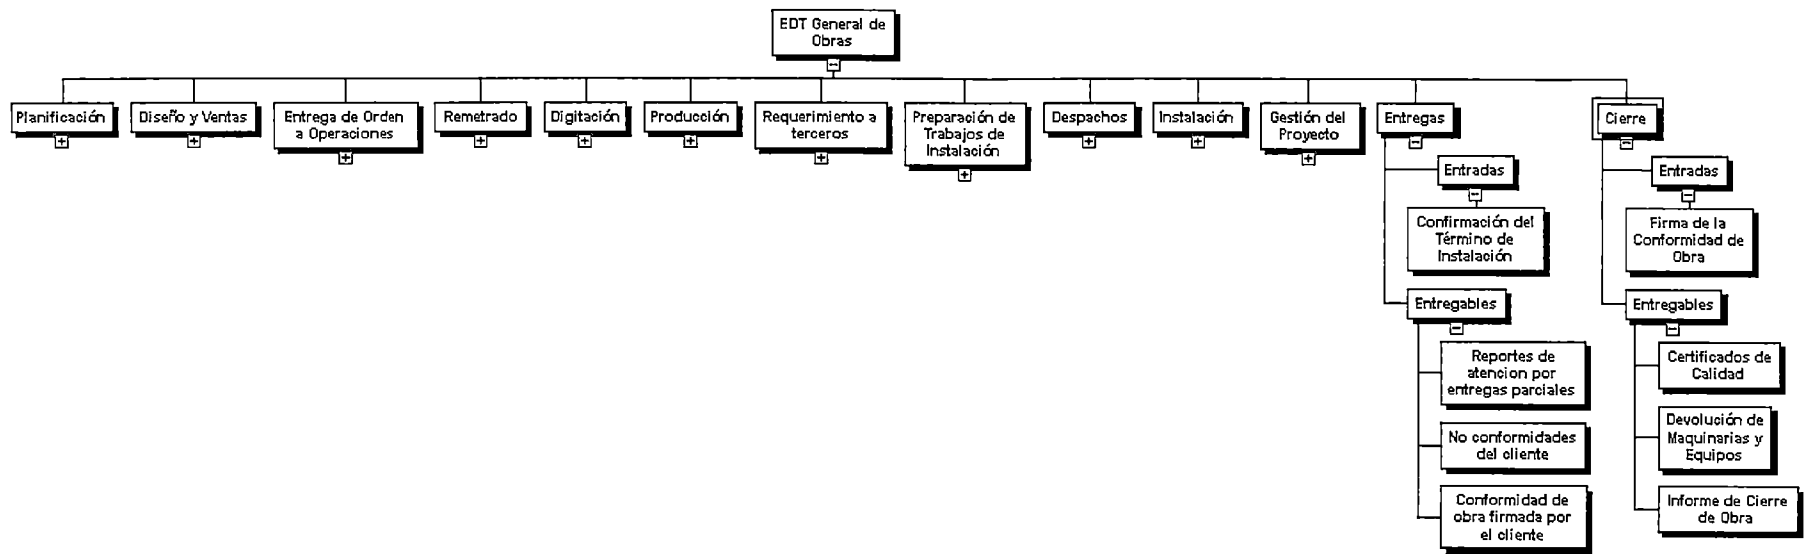 EDT General de
Obras
Planificación
Diseño y Ventas
Entrega de Orden
a Operaciones
Remetrado
Digitación
Producción
Requerimiento a
terceros
Preparación de
Trabajos de
Instalación
Despachos
Instalación
Gestión del
Proyecto
Entregas
Cierre
Entradas
Confirmación del
Término de
Instalación
Entregables
Reportes de
atencion por
entregas parciales
No conformidades
del cliente
Conformidad de
obra firmada por
el cliente
Entradas
Firma de la
Conformidad de
Obra
Entregables
Certificados de
Calidad
Devolución de
Maquinarias y
Equipos
Informe de Cierre
de Obra